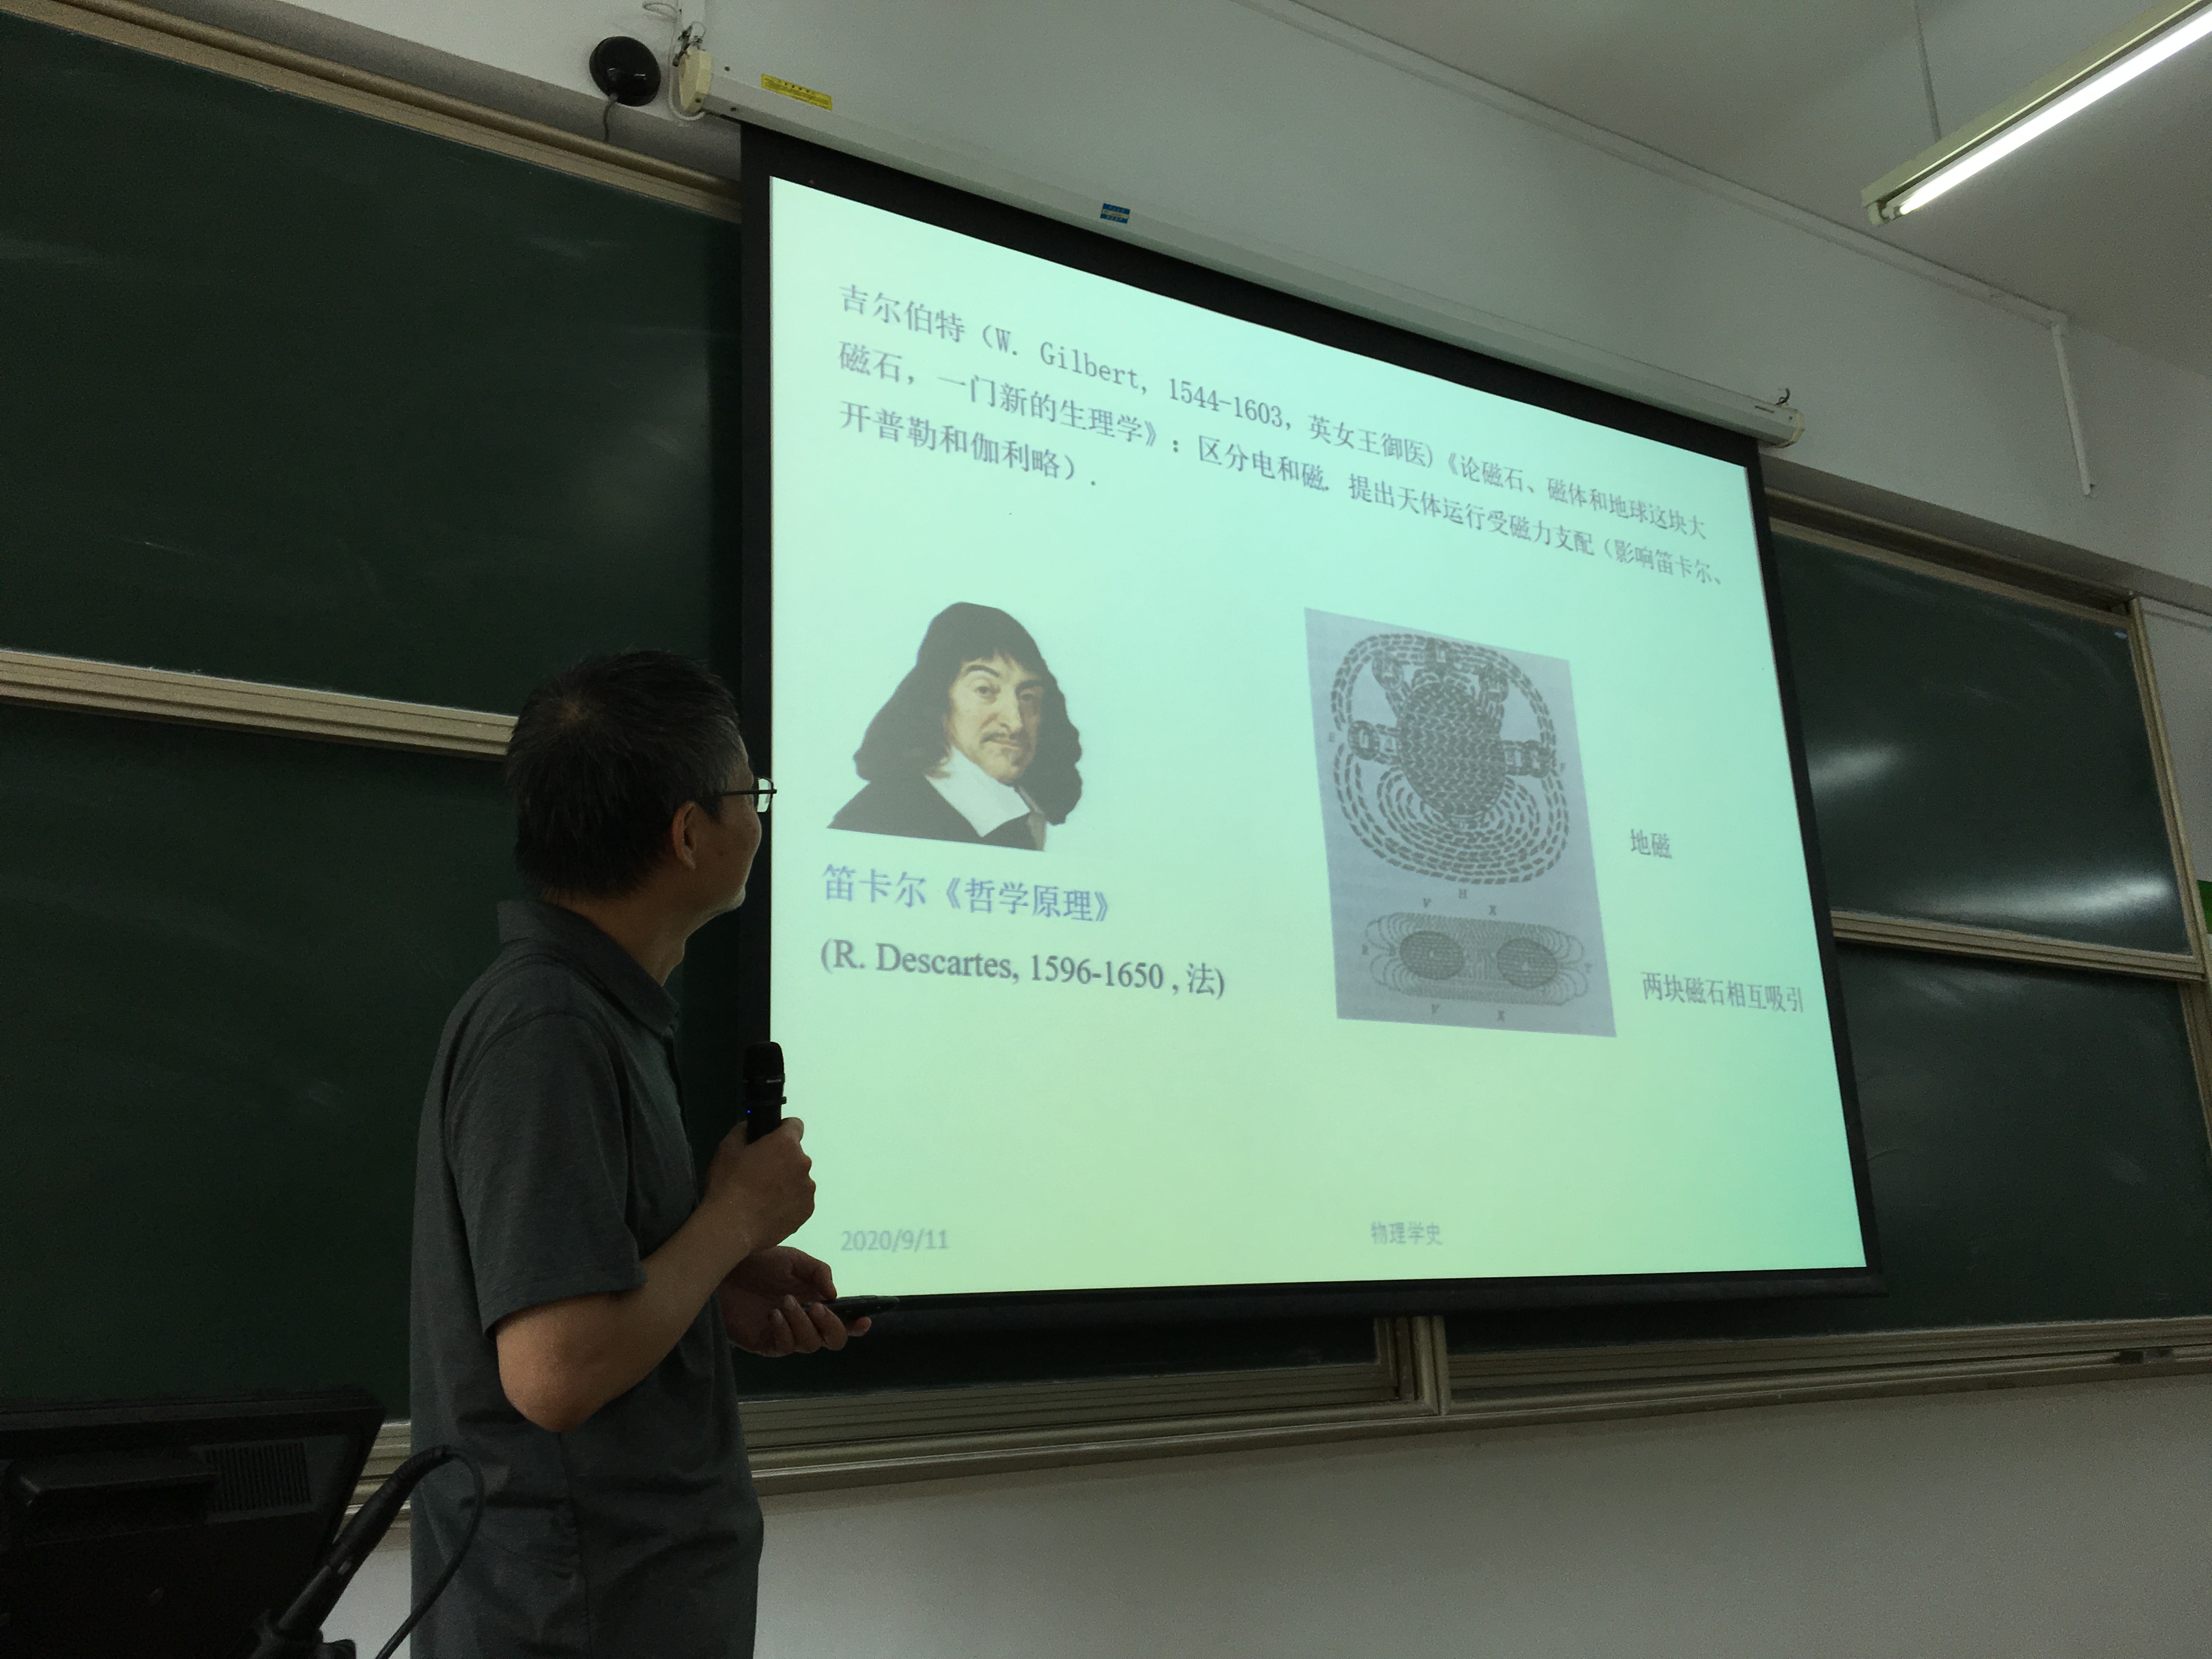 吉尔伯特（W. Gilbert, 1544-1603, 英女王御医)《论磁石、磁体和地球这块大
磁石，一门新的生理学》：区分电和磁. 提出天体运行受磁力支配（影响笛卡尔、
开普勒和伽利略）.
地磁
H
V X
笛卡尔《哲学原理》
(R. Descartes, 1596-1650 , 法)
两块磁石相互吸引
V X
2020/9/11
物理学史